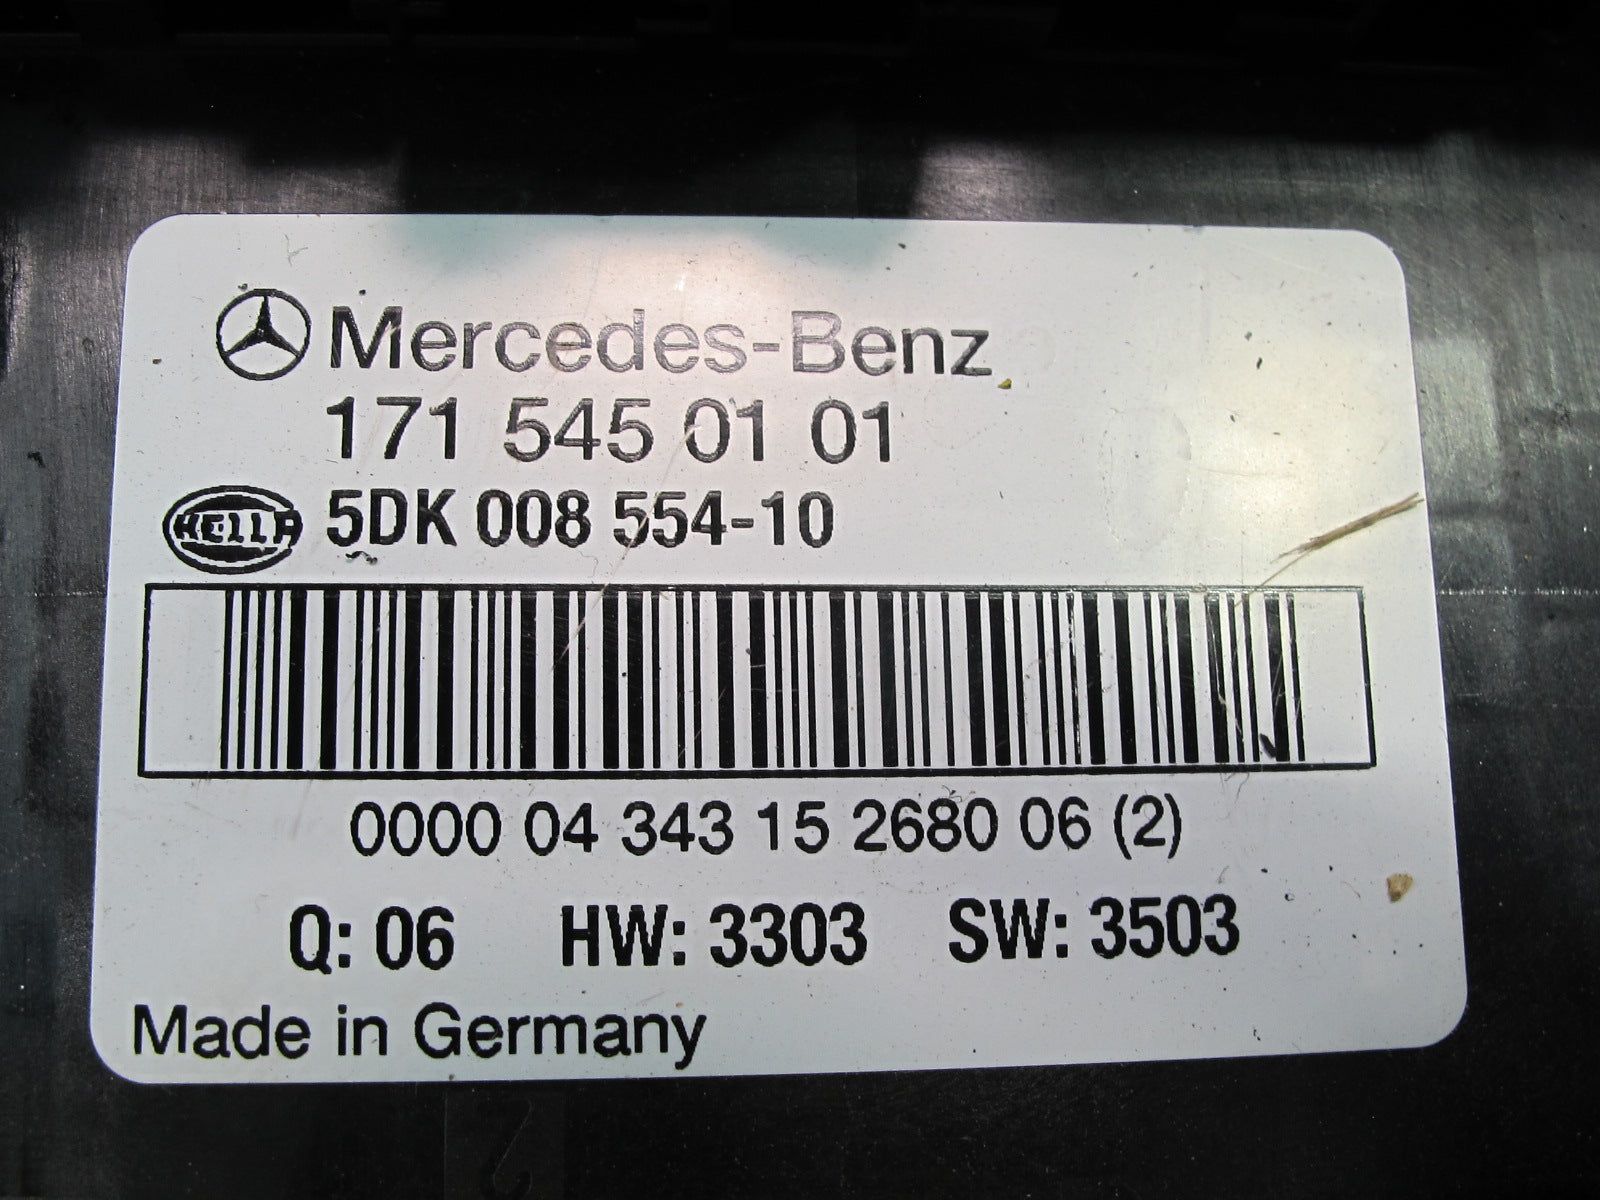 Mercedes-Benz
171 545 01 01
HELLA 5DK 008 554-10
0000 04 343 15 2680 06 (2)
Q: 06 HW: 3303 SW: 3503
Made in Germany